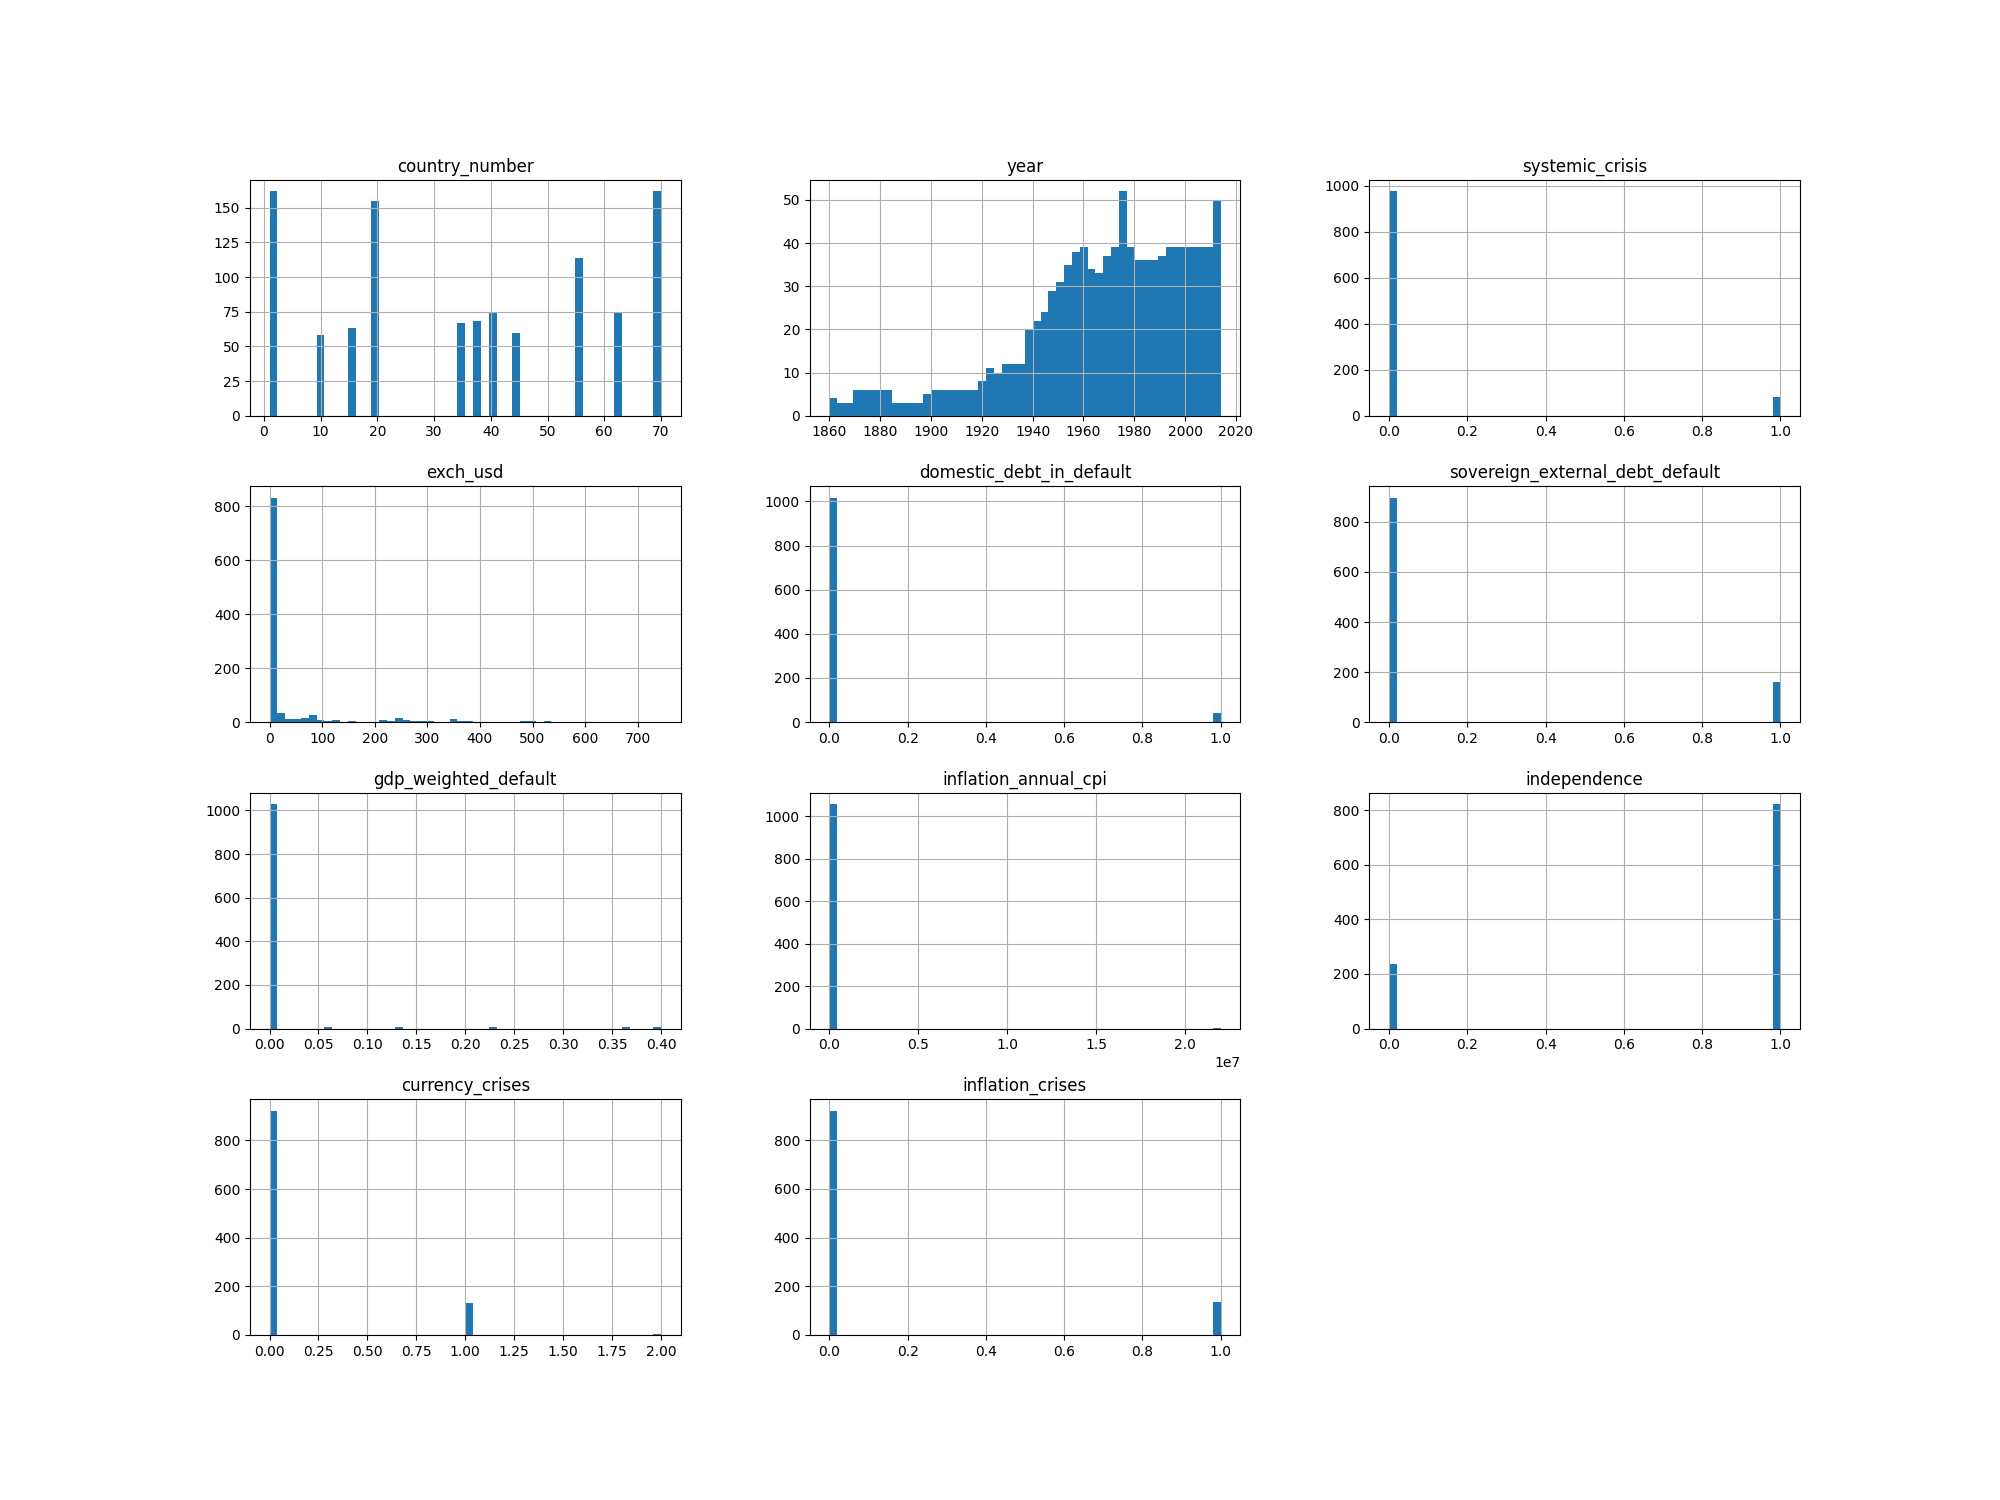 country_number
150
125
100
75
50
25
0
0 10 20 30 40 50 60 70
year
50
40
30
20
10
0
1860 1880 1900 1920 1940 1960 1980 2000 2020
systemic_crisis
1000
800
600
400
200
0
0.0 0.2 0.4 0.6 0.8 1.0
exch_usd
800
600
400
200
0
0 100 200 300 400 500 600 700
domestic_debt_in_default
1000
800
600
400
200
0
0.0 0.2 0.4 0.6 0.8 1.0
sovereign_external_debt_default
800
600
400
200
0
0.0 0.2 0.4 0.6 0.8 1.0
gdp_weighted_default
1000
800
600
400
200
0
0.00 0.05 0.10 0.15 0.20 0.25 0.30 0.35 0.40
inflation_annual_cpi
1000
800
600
400
200
0
0.0 0.5 1.0 1.5 2.0
1e7
independence
800
600
400
200
0
0.0 0.2 0.4 0.6 0.8 1.0
currency_crises
800
600
400
200
0
0.00 0.25 0.50 0.75 1.00 1.25 1.50 1.75 2.00
inflation_crises
800
600
400
200
0
0.0 0.2 0.4 0.6 0.8 1.0